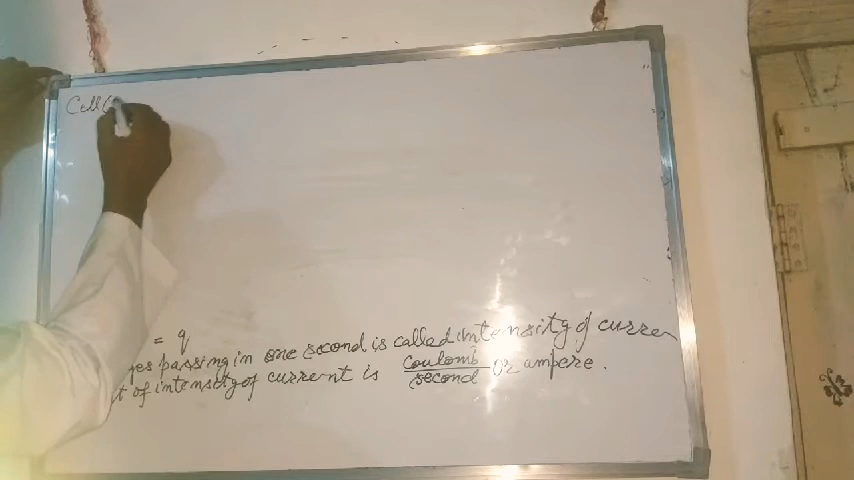 Cell (
= q
ges passing in one second is called intensity of curren
t of intensity of current is coulomb/second or ampere.